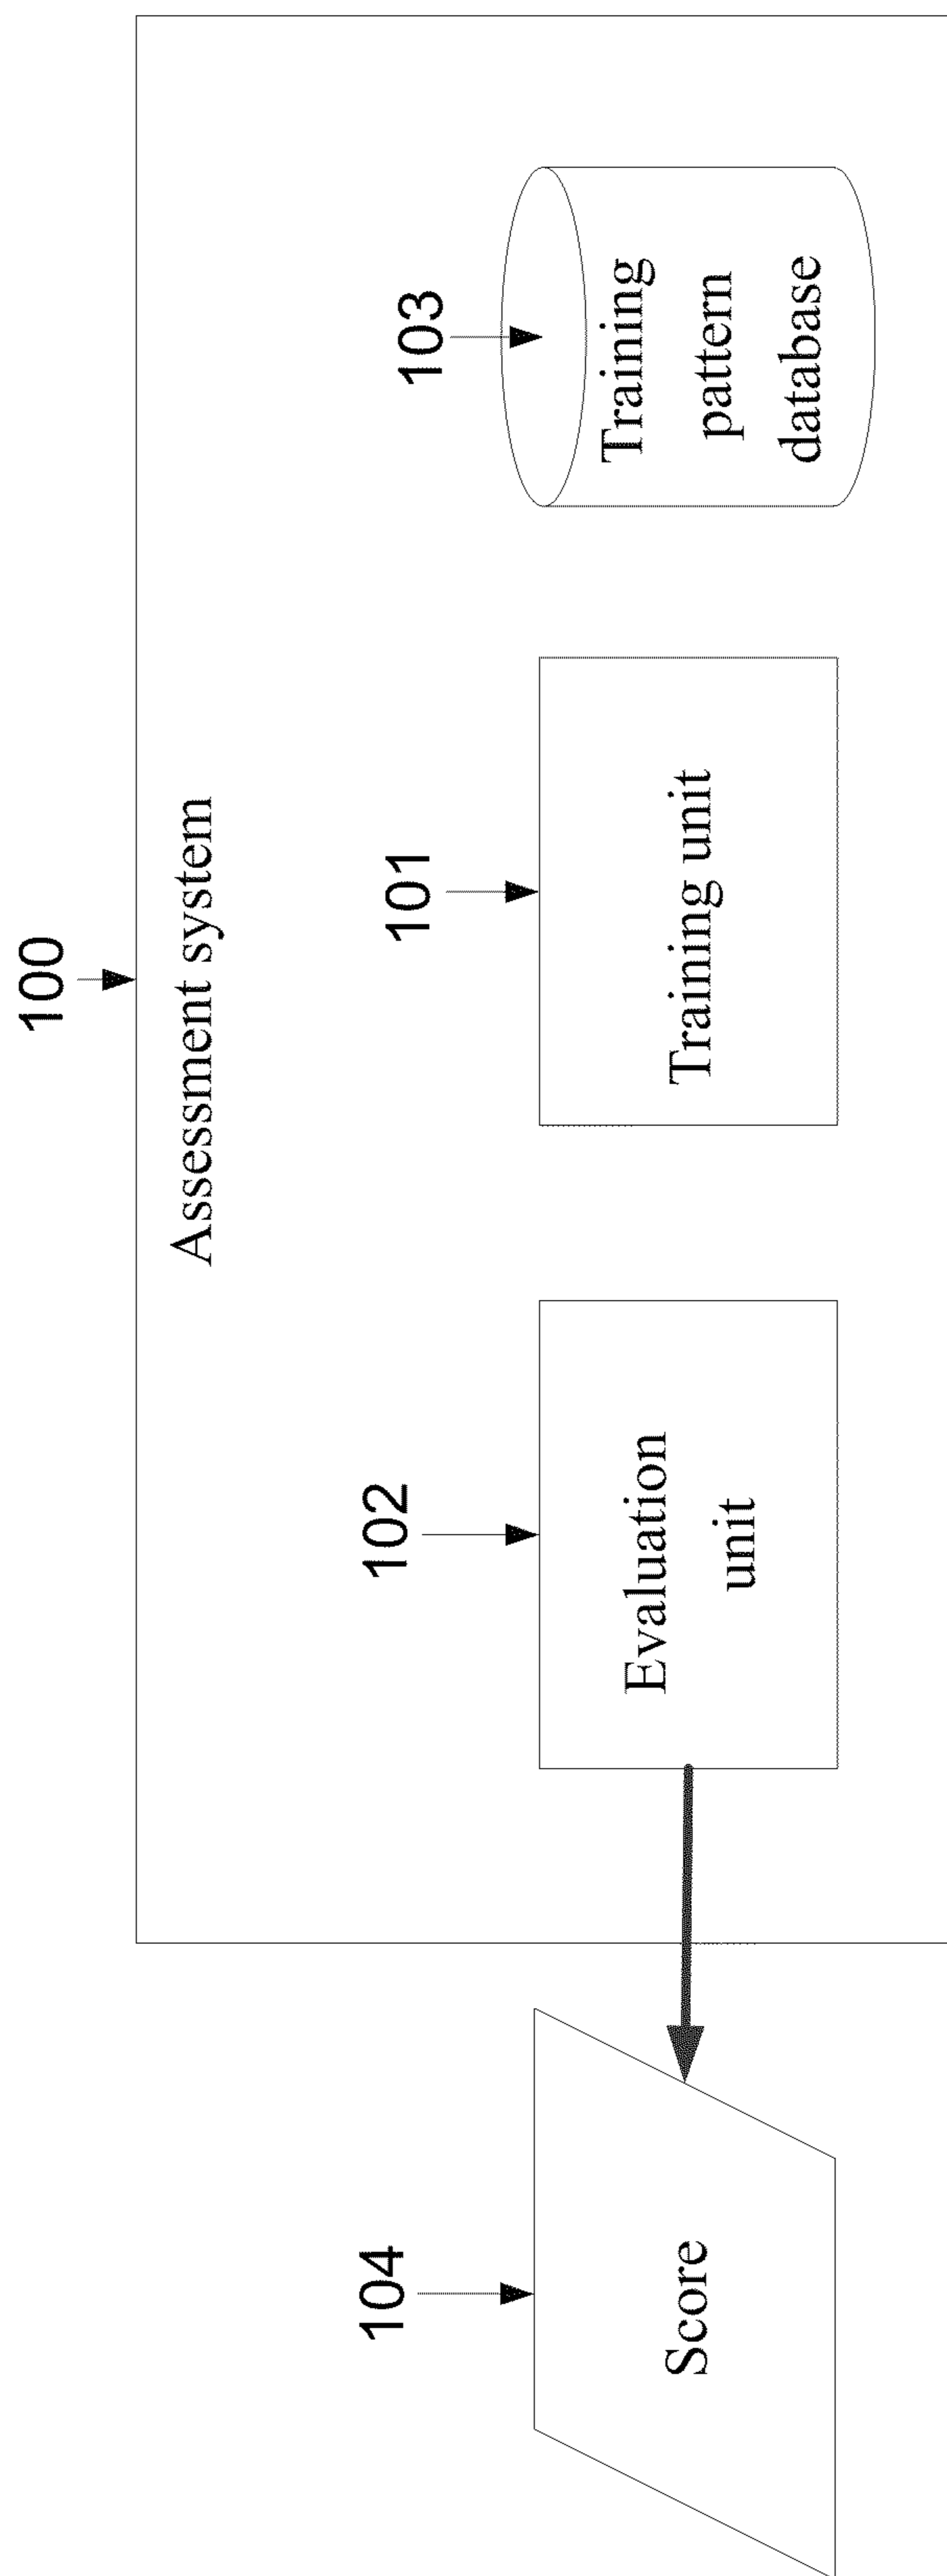 100
Assessment system
104
102
101
103
Score
Evaluation
unit
Training unit
Training
pattern
database